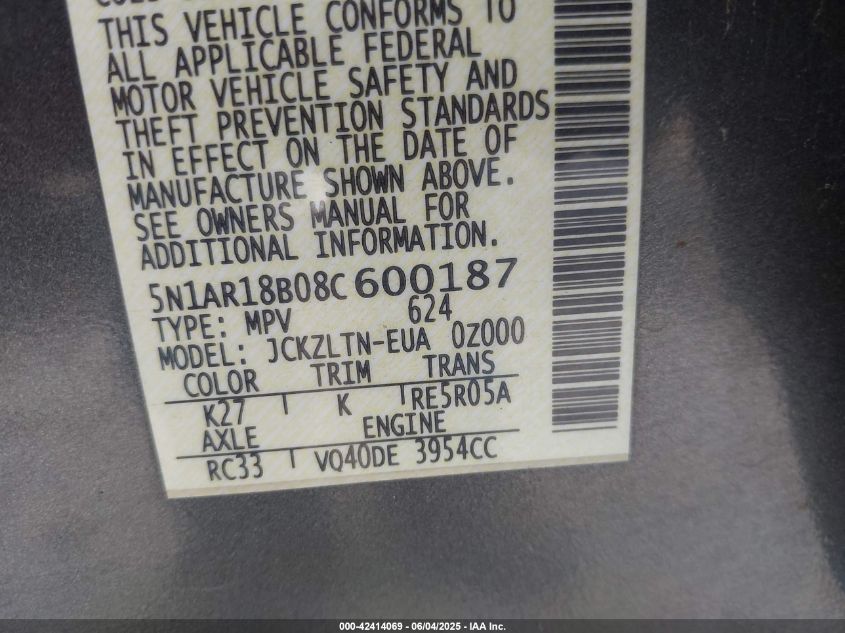 THIS VEHICLE CONFORMS TO
ALL APPLICABLE FEDERAL
MOTOR VEHICLE SAFETY AND
THEFT PREVENTION STANDARDS
IN EFFECT ON THE DATE OF
MANUFACTURE SHOWN ABOVE.
SEE OWNERS MANUAL FOR
ADDITIONAL INFORMATION.
5N1AR18B08C600187
TYPE: MPV 624
MODEL: JCKZLTN-EUA 0Z000
COLOR TRIM TRANS
K27 K RE5R05A
AXLE ENGINE
RC33 VQ40DE 3954CC
000-42414069 - 06/04/2025 - IAA Inc.